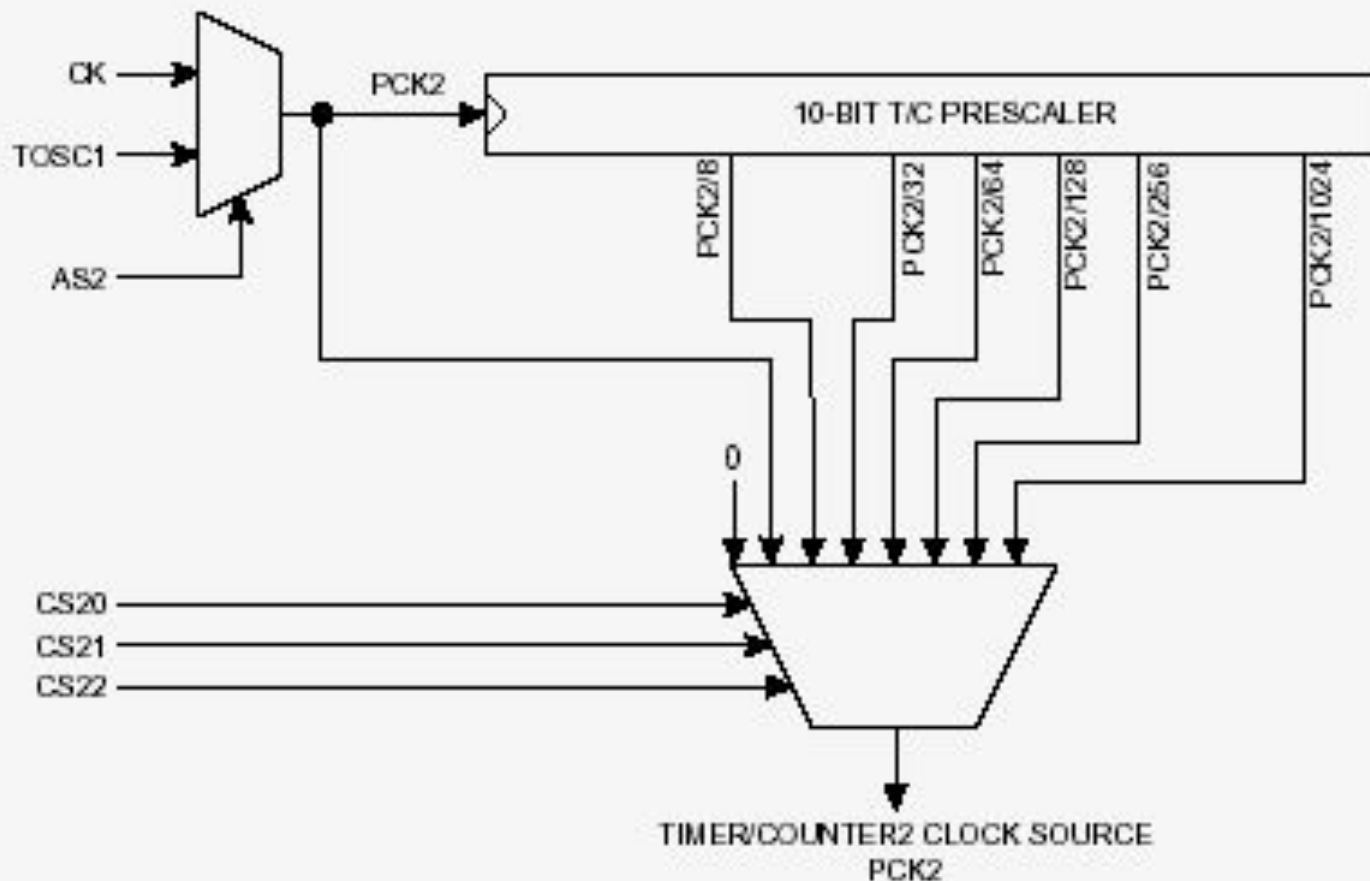 CK
PCK2
10-BIT T/C PRESCALER
TOSC1
PCK2/8
PCK2/32
PCK2/64
PCK2/128
PCK2/256
PCK2/1024
AS2
0
CS20
CS21
CS22
TIMER/COUNTER2 CLOCK SOURCE
PCK2